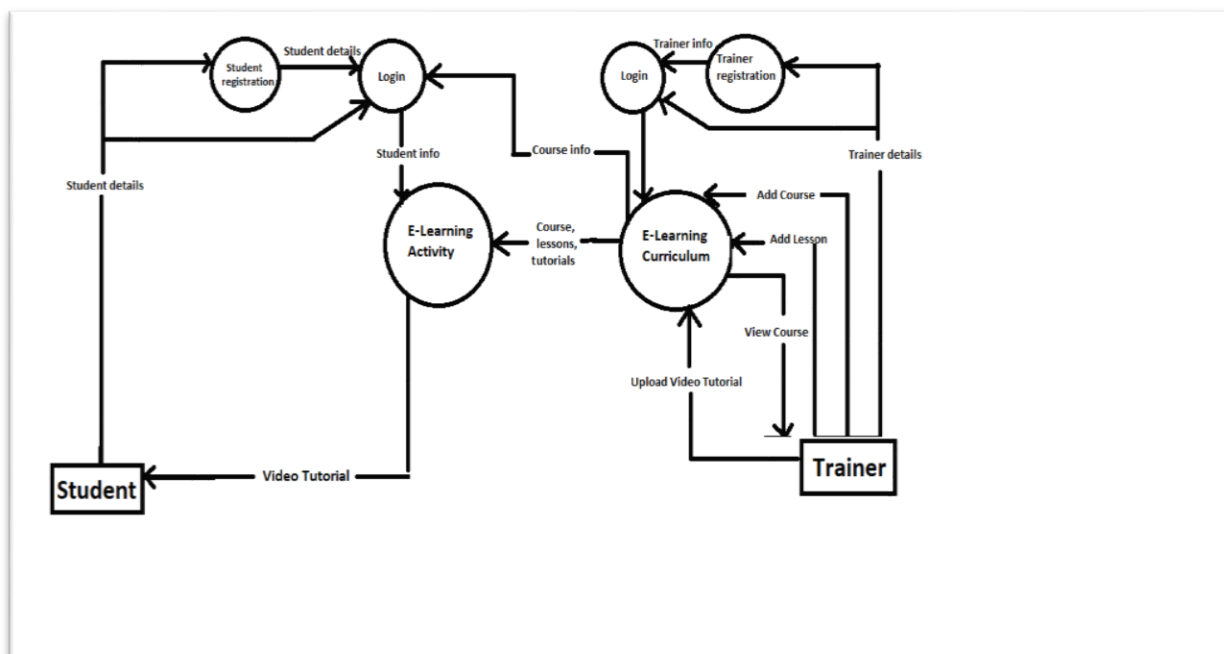 Student details
Student
registration
Login
Trainer info
Login
Trainer
registration
Student info
Course info
Trainer details
Student details
Add Course
E-Learning
Activity
Course,
lessons,
tutorials
E-Learning
Curriculum
Add Lesson
View Course
Upload Video Tutorial
Student
Video Tutorial
Trainer